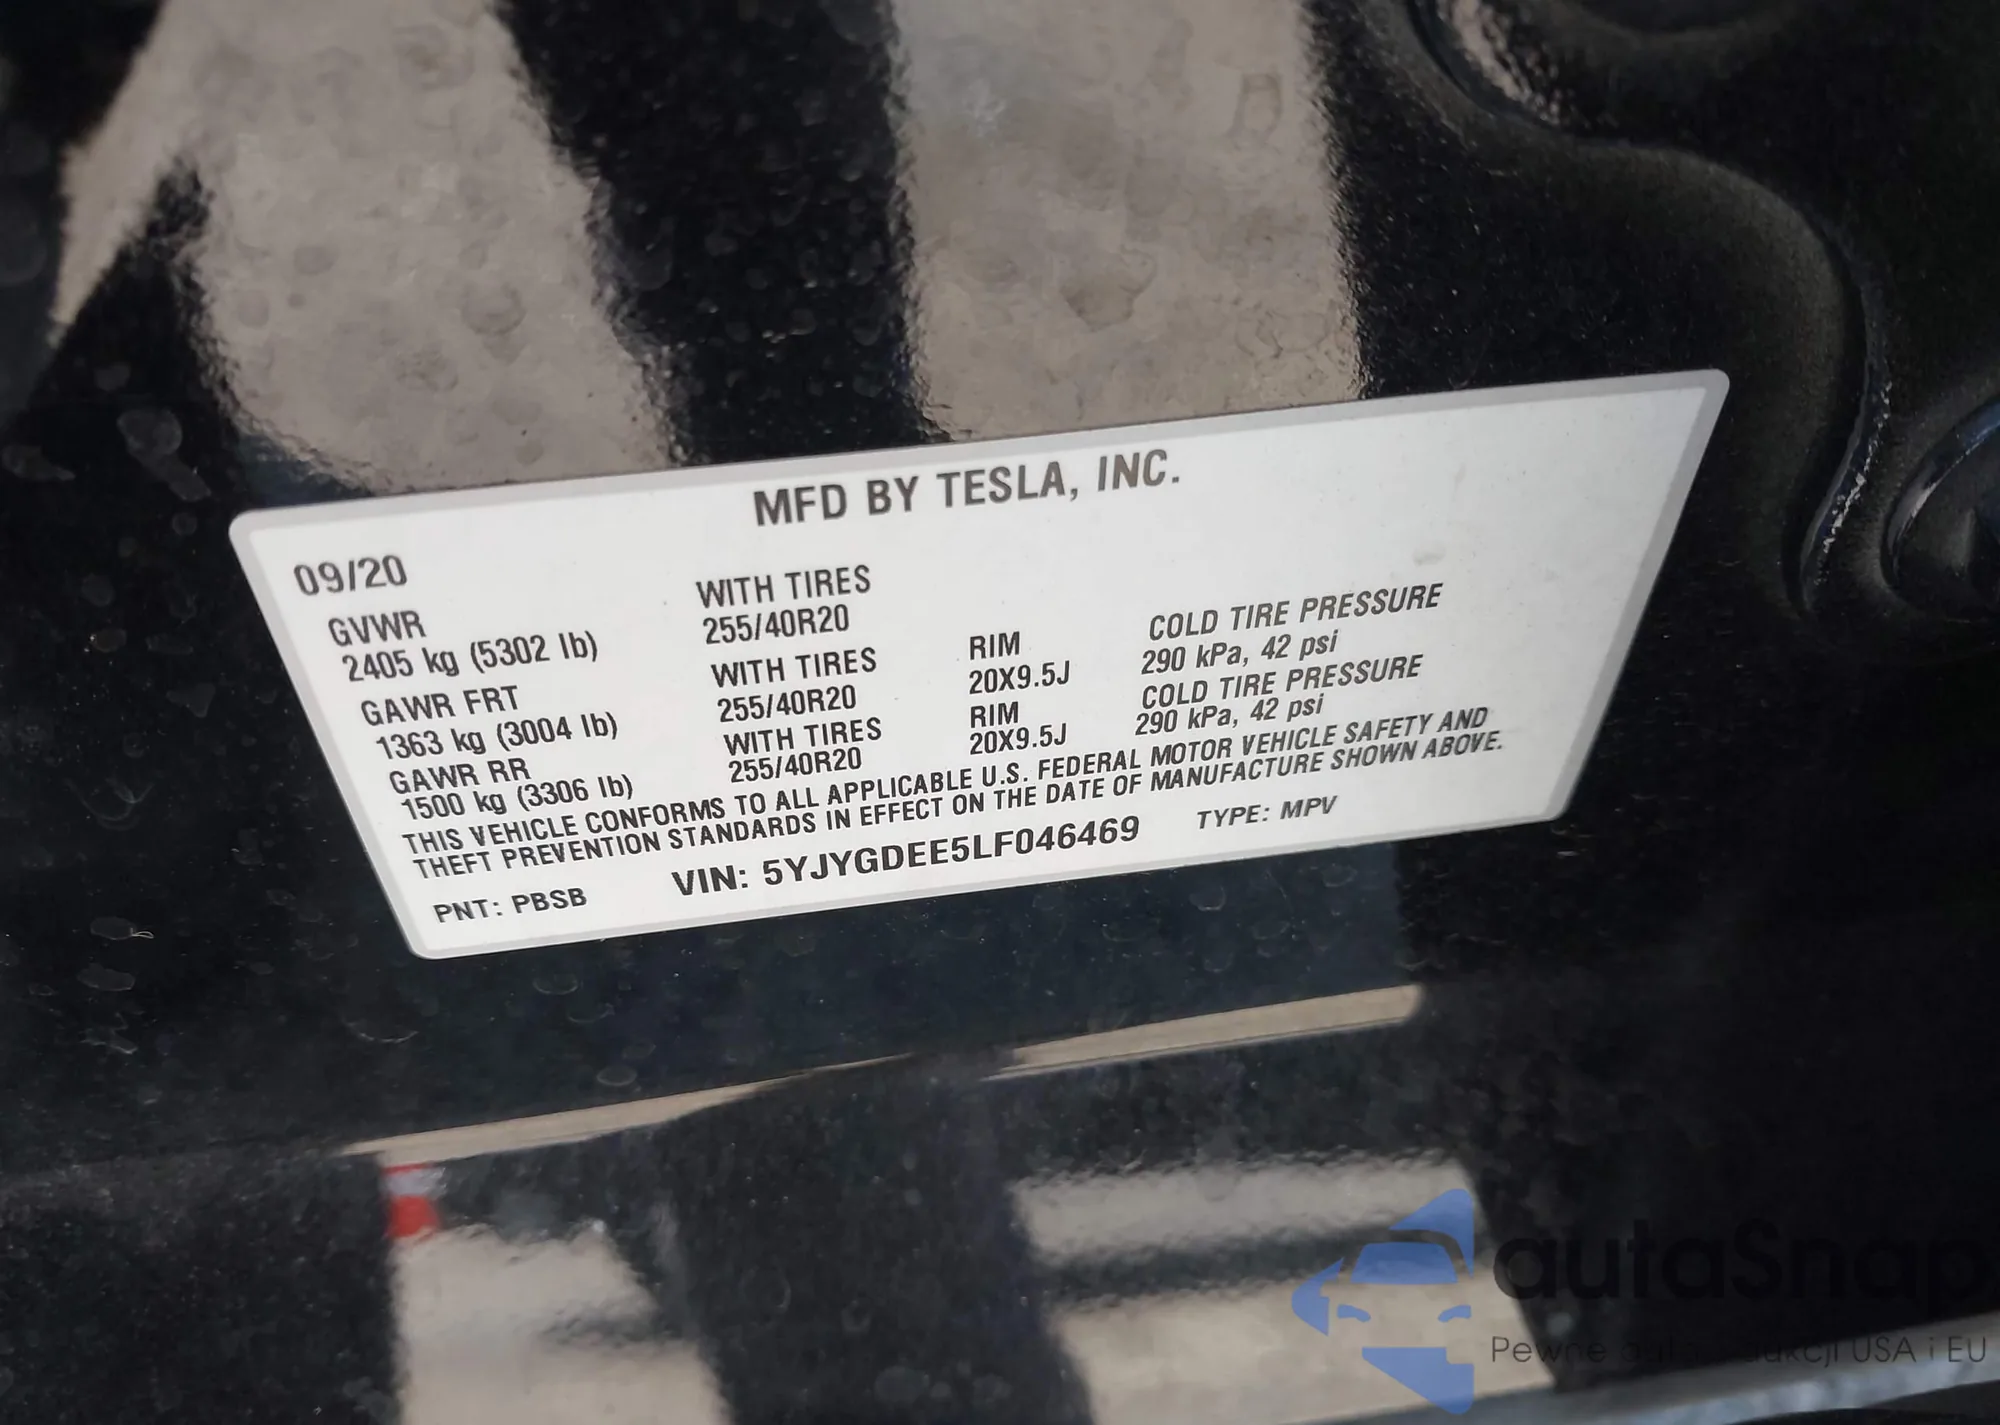 MFD BY TESLA, INC.
09/20
GVWR
2405 kg (5302 lb)
WITH TIRES
255/40R20
GAWR FRT
1363 kg (3004 lb)
WITH TIRES
255/40R20
RIM
20X9.5J
COLD TIRE PRESSURE
290 kPa, 42 psi
GAWR RR
1500 kg (3306 lb)
WITH TIRES
255/40R20
RIM
20X9.5J
COLD TIRE PRESSURE
290 kPa, 42 psi
THIS VEHICLE CONFORMS TO ALL APPLICABLE U.S. FEDERAL MOTOR VEHICLE SAFETY AND
THEFT PREVENTION STANDARDS IN EFFECT ON THE DATE OF MANUFACTURE SHOWN ABOVE.
PNT: PBSB VIN: 5YJYGDEE5LF046469 TYPE: MPV
autaSnap
Pewne USA i EU